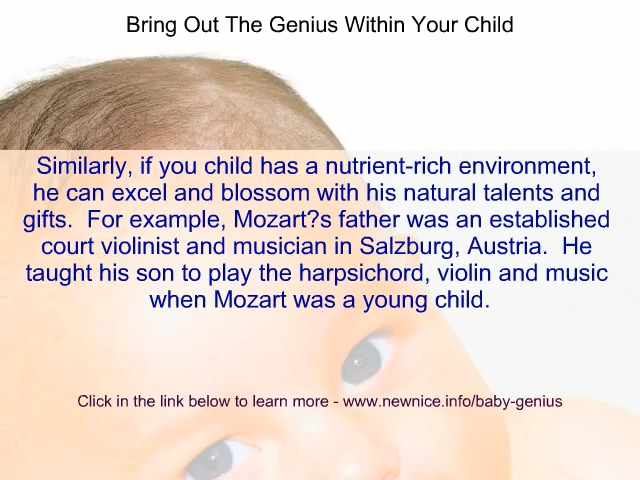 Bring Out The Genius Within Your Child
Similarly, if you child has a nutrient-rich environment,
he can excel and blossom with his natural talents and
gifts.  For example, Mozart?s father was an established
court violinist and musician in Salzburg, Austria.  He
taught his son to play the harpsichord, violin and music
when Mozart was a young child.
Click in the link below to learn more - www.newnice.info/baby-genius